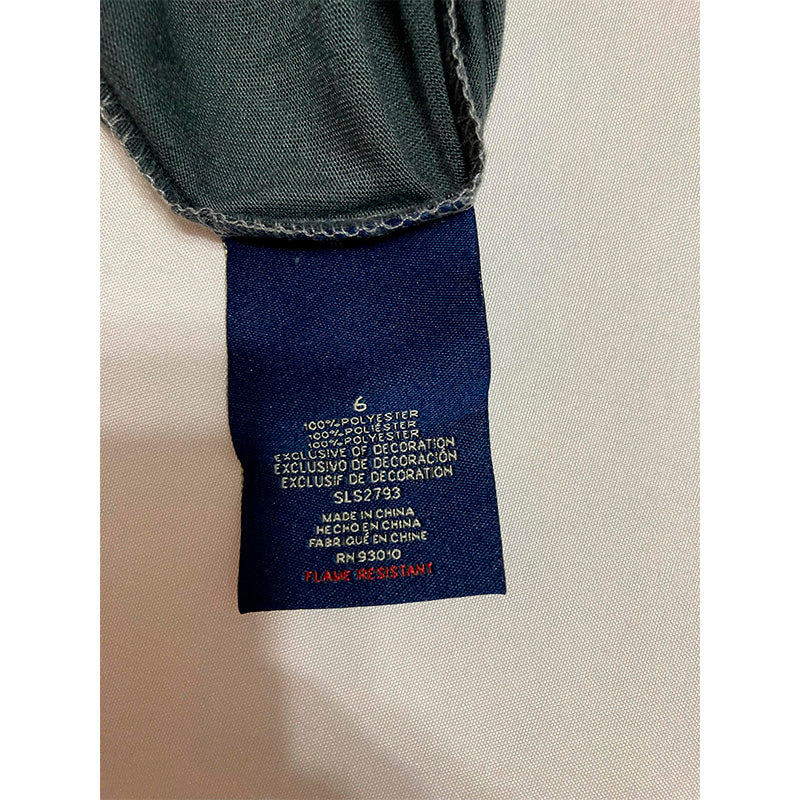 6
100% POLYESTER
100% POLIÉSTER
100% POLYESTER
EXCLUSIVE OF DECORATION
EXCLUSIVO DE DECORACIÓN
EXCLUSIF DE DECORATION
SLS2793
MADE IN CHINA
HECHO EN CHINA
FABRIQUÉ EN CHINE
RN 93010
FLAME RESISTANT